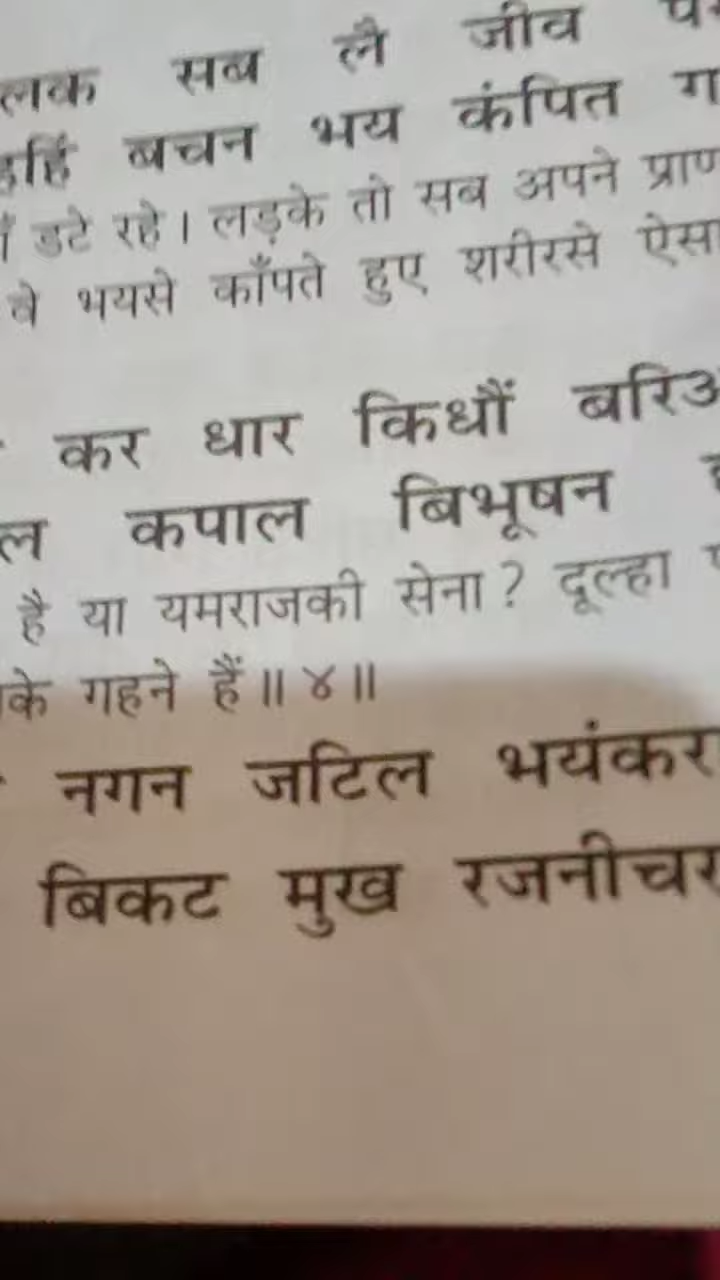 लक सब लै जीव
हहिं बचन भय कंपित ग
डटे रहे। लड़के तो सब अपने प्राण
वे भयसे काँपते हुए शरीरसे ऐसा
कर धार किधौं बरिअ
ल कपाल बिभूषन
है या यमराजकी सेना? दूल्हा प
के गहने हैं॥ ४॥
नगन जटिल भयंकर
बिकट मुख रजनीचर